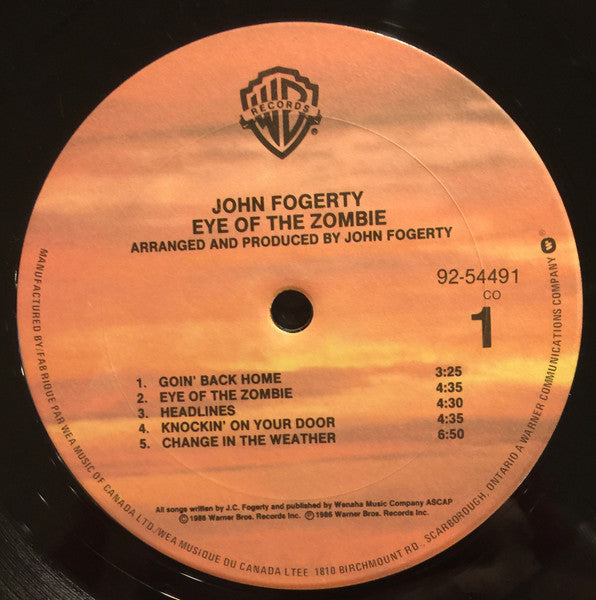 WB
RECORDS
®
JOHN FOGERTY
EYE OF THE ZOMBIE
ARRANGED AND PRODUCED BY JOHN FOGERTY
92-54491
CO
1
1. GOIN' BACK HOME 3:25
2. EYE OF THE ZOMBIE 4:35
3. HEADLINES 4:30
4. KNOCKIN' ON YOUR DOOR 4:35
5. CHANGE IN THE WEATHER 6:50
All songs written by J.C. Fogerty and published by Wenaha Music Company ASCAP
©1986 Warner Bros. Records Inc. ℗1986 Warner Bros. Records Inc.
MANUFACTURED BY/FABRIQUE PAR WEA MUSIC OF CANADA LTD./WEA MUSIQUE DU CANADA LTEE 1810 BIRCHMOUNT RD., SCARBOROUGH, ONTARIO A WARNER COMMUNICATIONS COMPANY ®